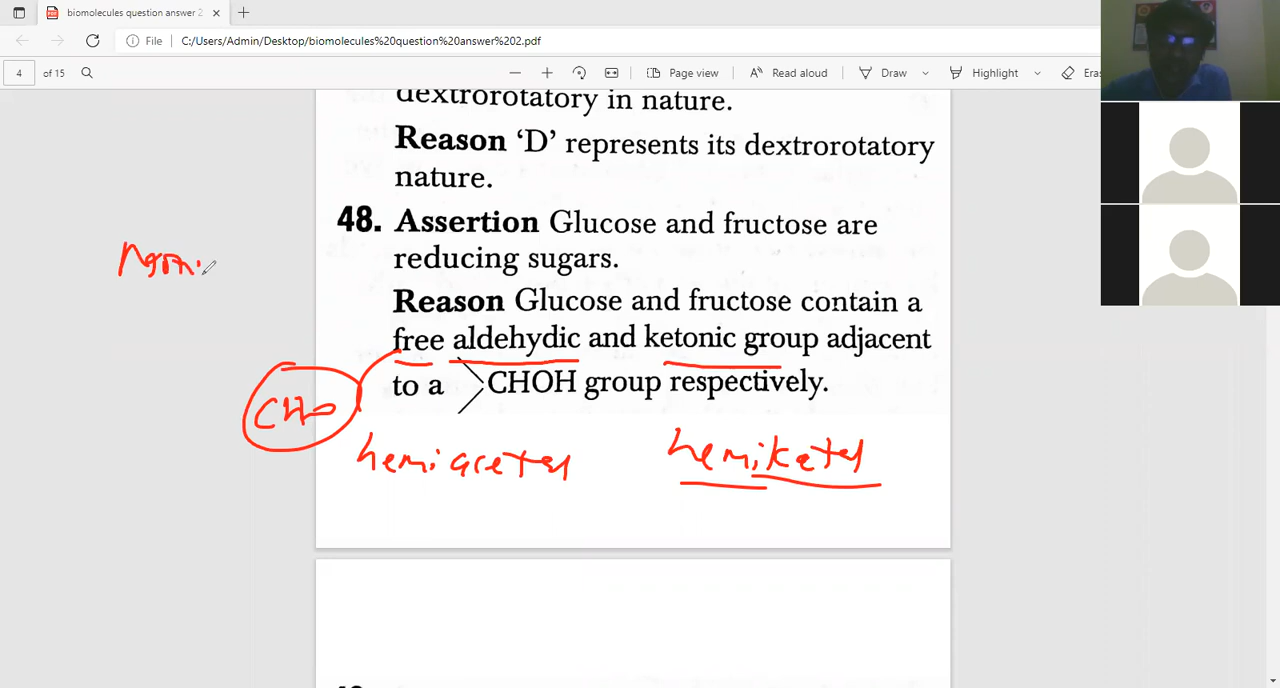 biomolecules question answer 2
File C:/Users/Admin/Desktop/biomolecules%20question%20answer%202.pdf
4 of 15 Page view Read aloud Draw Highlight Eras
dextrorotatory in nature.
Reason ‘D’ represents its dextrorotatory
nature.
48. Assertion Glucose and fructose are
reducing sugars.
Reason Glucose and fructose contain a
free aldehydic and ketonic group adjacent
to a >CHOH group respectively.
CHO
hemiacetal hemiketal